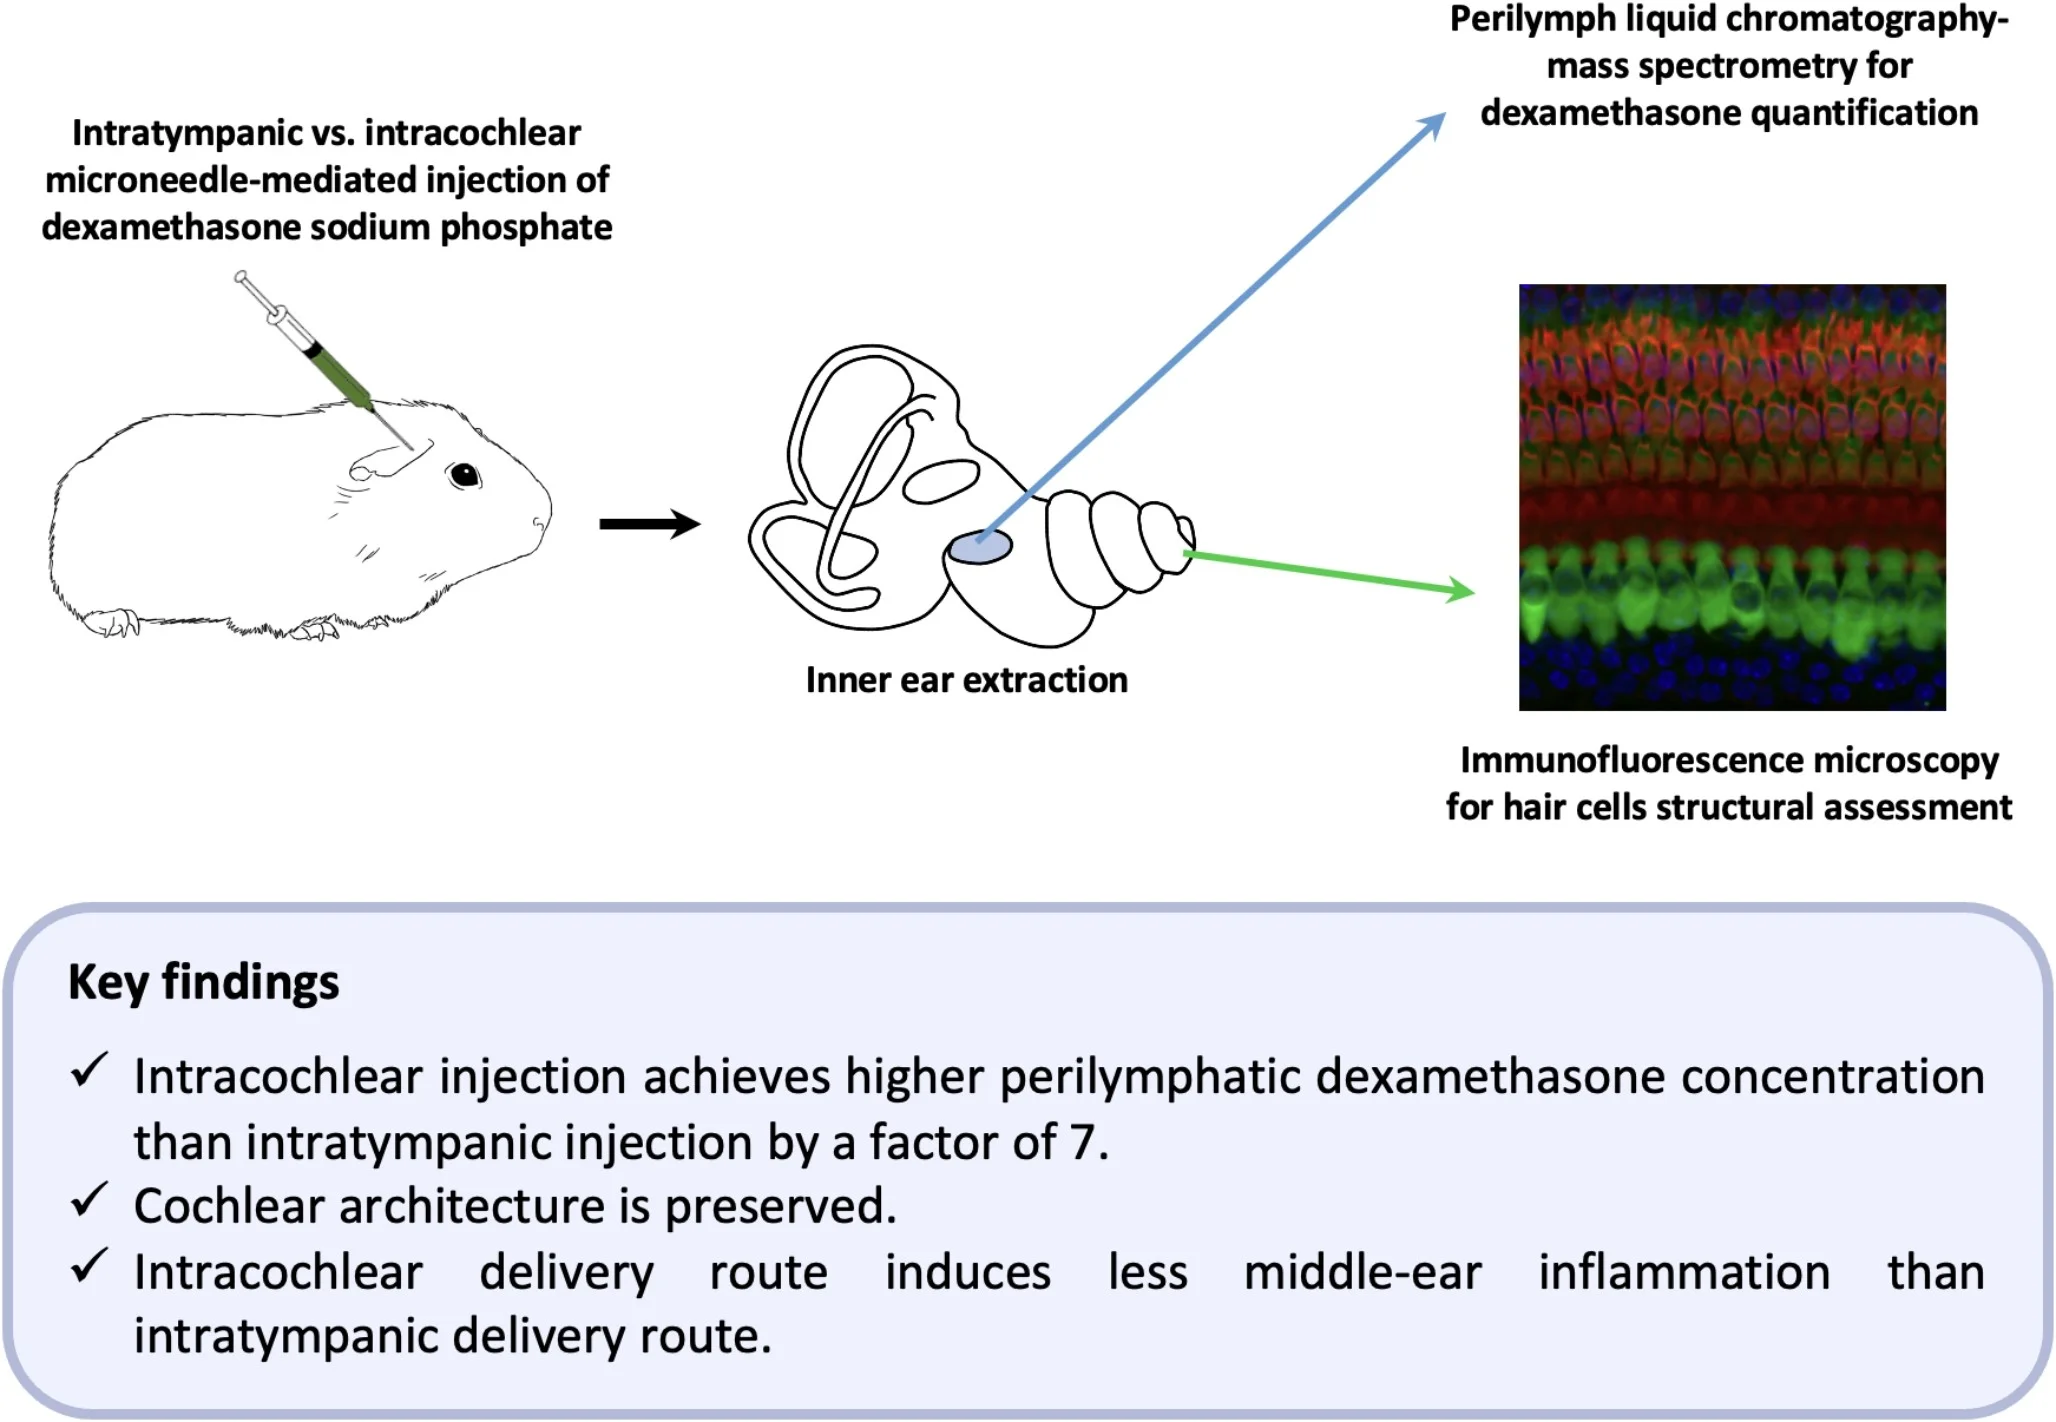 Perilymph liquid chromatography-
mass spectrometry for
dexamethasone quantification
Intratympanic vs. intracochlear
microneedle-mediated injection of
dexamethasone sodium phosphate
Inner ear extraction
Immunofluorescence microscopy
for hair cells structural assessment
Key findings
✓ Intracochlear injection achieves higher perilymphatic dexamethasone concentration
than intratympanic injection by a factor of 7.
✓ Cochlear architecture is preserved.
✓ Intracochlear delivery route induces less middle-ear inflammation than
intratympanic delivery route.